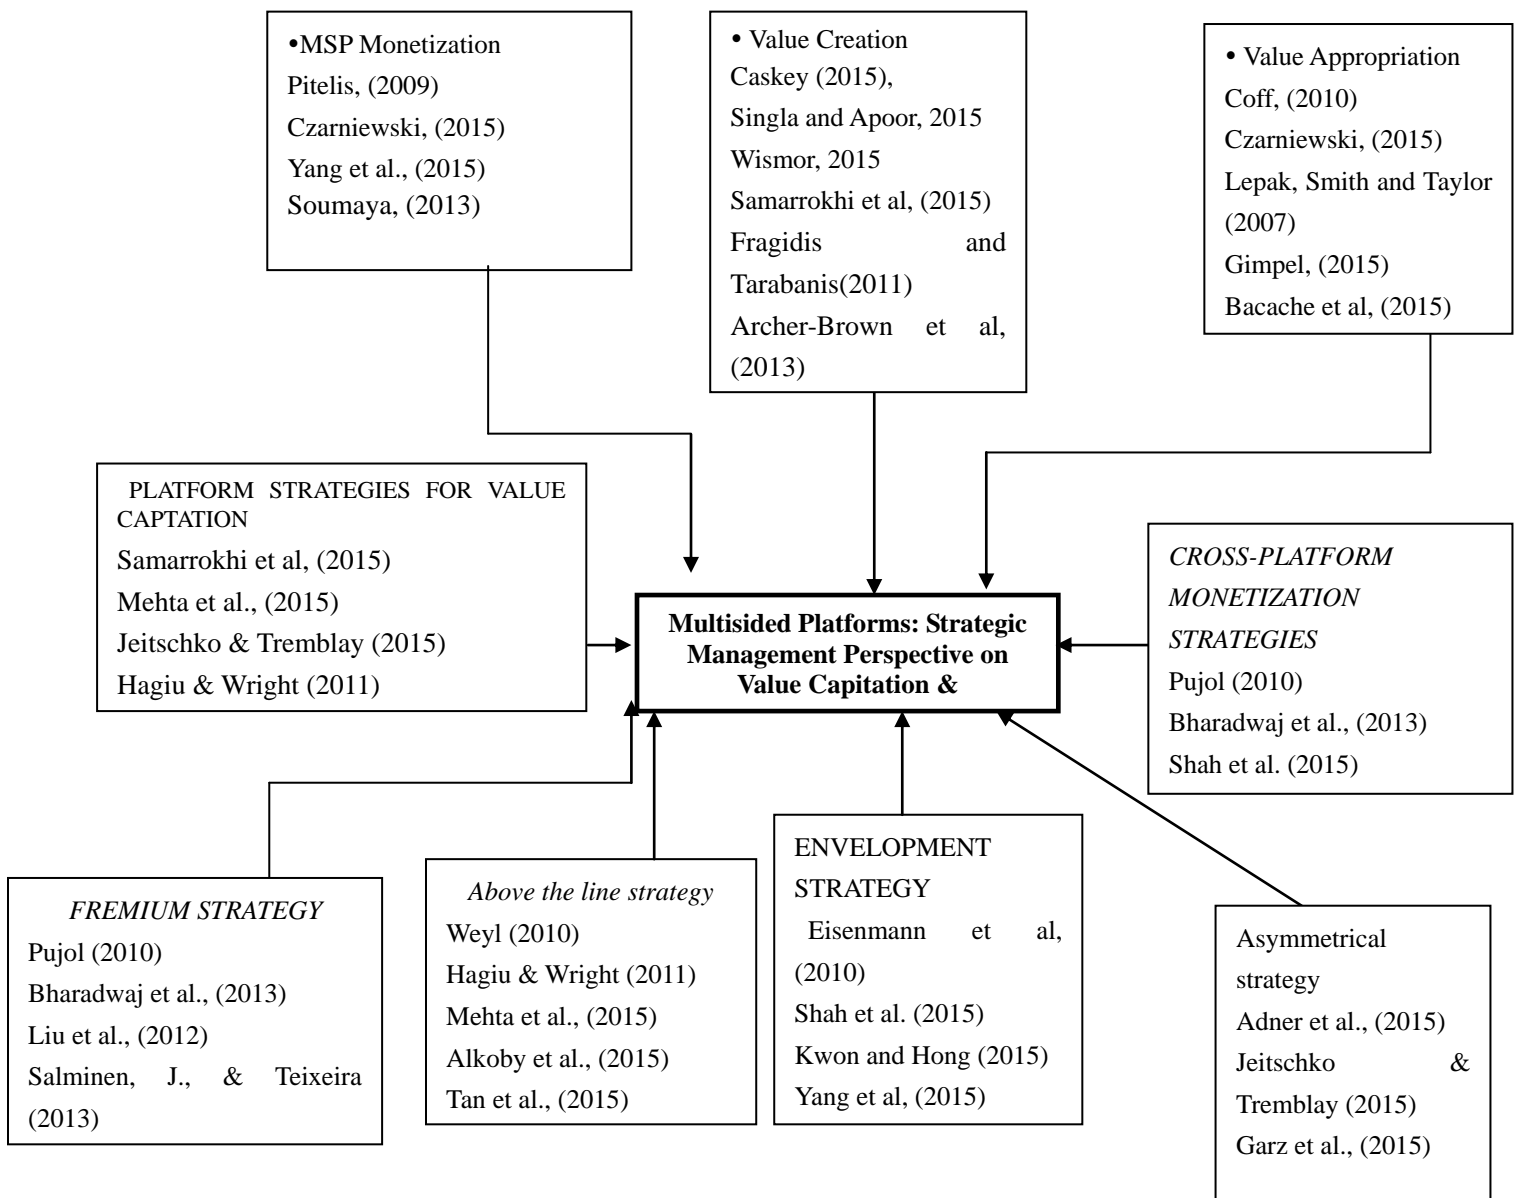 •MSP Monetization
Pitelis, (2009)
Czarniewski, (2015)
Yang et al., (2015)
Soumaya, (2013)
• Value Creation
Caskey (2015),
Singla and Apoor, 2015
Wismor, 2015
Samarrokhi et al, (2015)
Fragidis and
Tarabanis(2011)
Archer-Brown et al,
(2013)
• Value Appropriation
Coff, (2010)
Czarniewski, (2015)
Lepak, Smith and Taylor
(2007)
Gimpel, (2015)
Bacache et al, (2015)
PLATFORM STRATEGIES FOR VALUE
CAPTATION
Samarrokhi et al, (2015)
Mehta et al., (2015)
Jeitschko & Tremblay (2015)
Hagiu & Wright (2011)
Multisided Platforms: Strategic
Management Perspective on
Value Capitation &
CROSS-PLATFORM
MONETIZATION
STRATEGIES
Pujol (2010)
Bharadwaj et al., (2013)
Shah et al. (2015)
FREMIUM STRATEGY
Pujol (2010)
Bharadwaj et al., (2013)
Liu et al., (2012)
Salminen, J., & Teixeira
(2013)
Above the line strategy
Weyl (2010)
Hagiu & Wright (2011)
Mehta et al., (2015)
Alkoby et al., (2015)
Tan et al., (2015)
ENVELOPMENT
STRATEGY
Eisenmann et al,
(2010)
Shah et al. (2015)
Kwon and Hong (2015)
Yang et al, (2015)
Asymmetrical
strategy
Adner et al., (2015)
Jeitschko &
Tremblay (2015)
Garz et al., (2015)